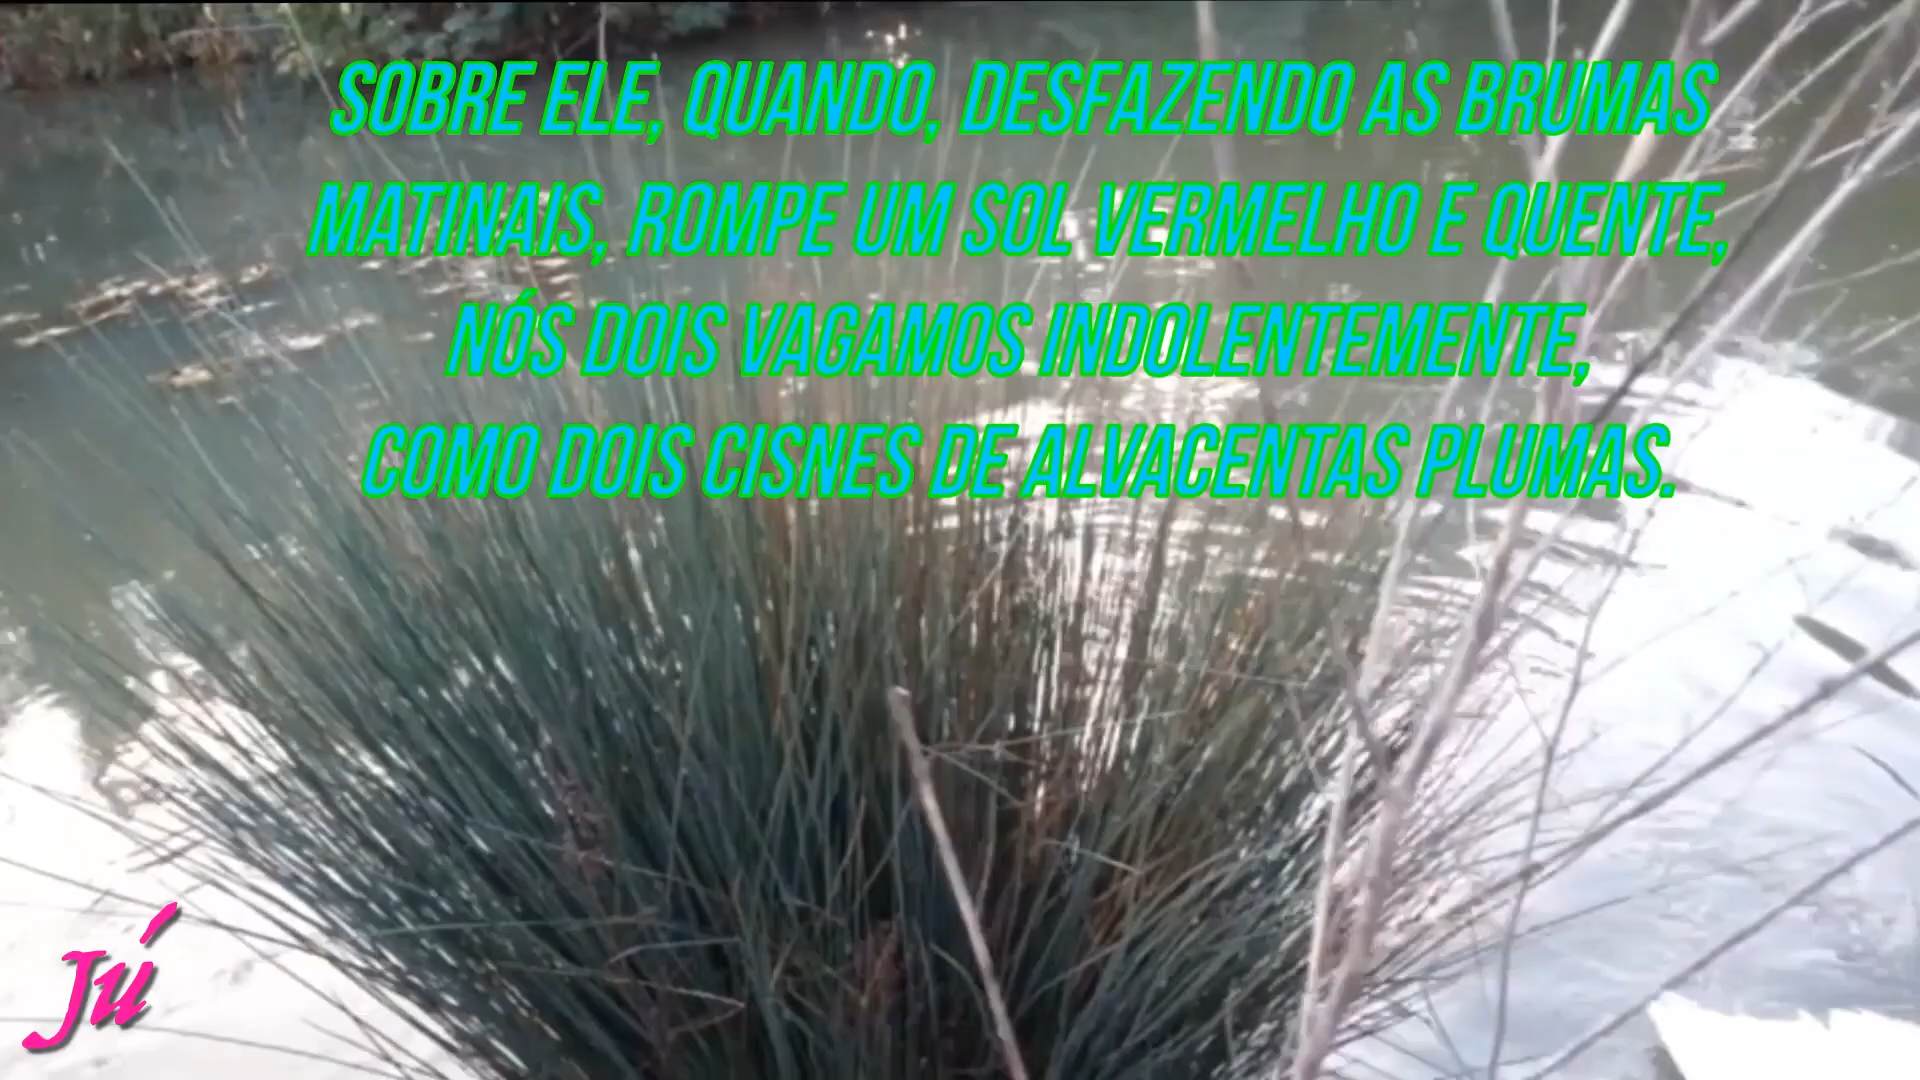 SOBRE ELE, QUANDO, DESFAZENDO AS BRUMAS
MATINAIS, ROMPE UM SOL VERMELHO E QUENTE,
NÓS DOIS VAGAMOS INDOLENTEMENTE,
COMO DOIS CISNES DE ALVACENTAS PLUMAS.
Jú